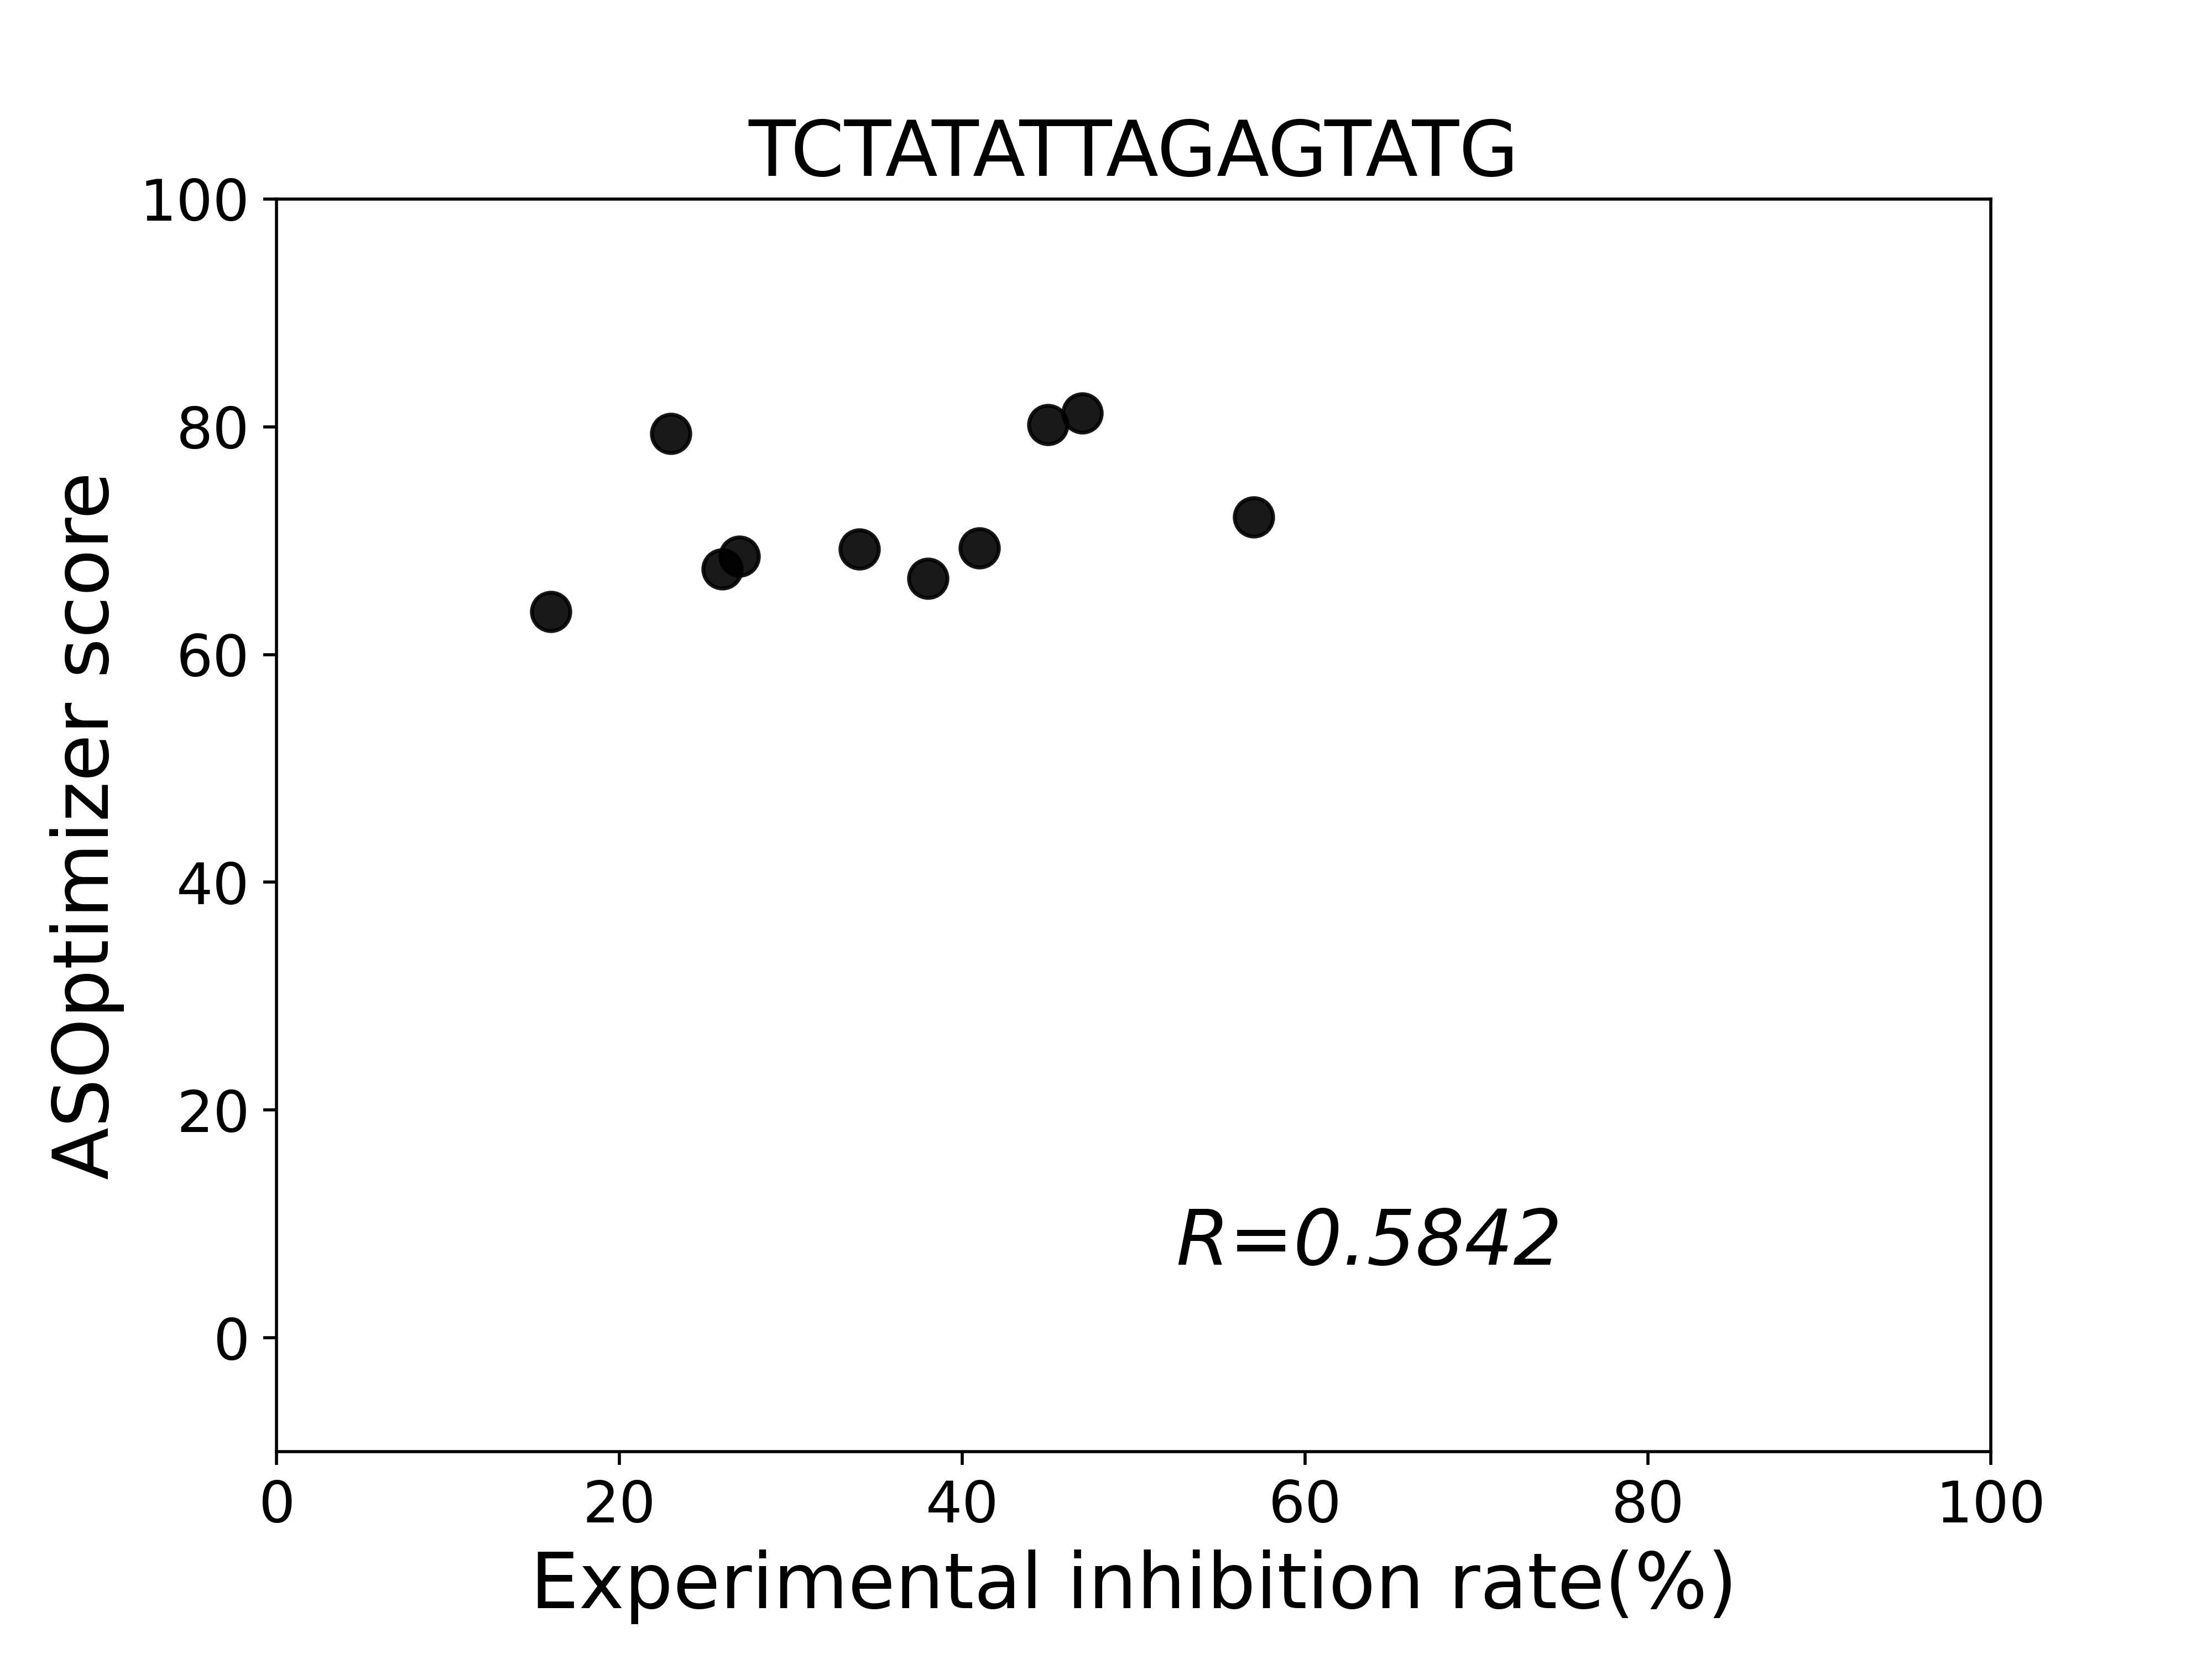 TCTATATTAGAGTATG
100
80
60
40
20
0
ASOptimizer score
R=0.5842
0 20 40 60 80 100
Experimental inhibition rate(%)